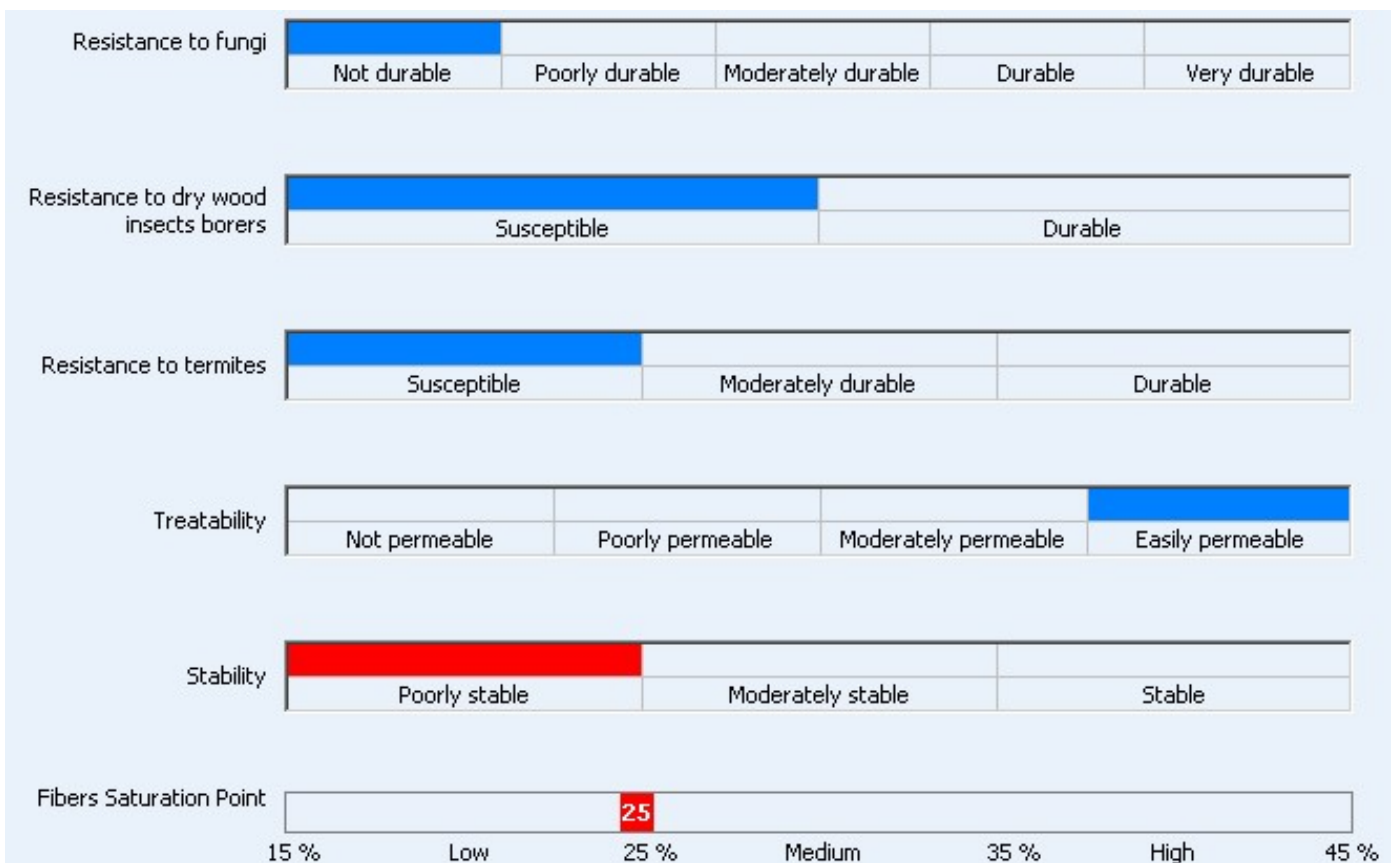 Resistance to fungi
Not durable Poorly durable Moderately durable Durable Very durable
Resistance to dry wood
insects borers
Susceptible Durable
Resistance to termites
Susceptible Moderately durable Durable
Treatability
Not permeable Poorly permeable Moderately permeable Easily permeable
Stability
Poorly stable Moderately stable Stable
Fibers Saturation Point
25
15 % Low 25 % Medium 35 % High 45 %